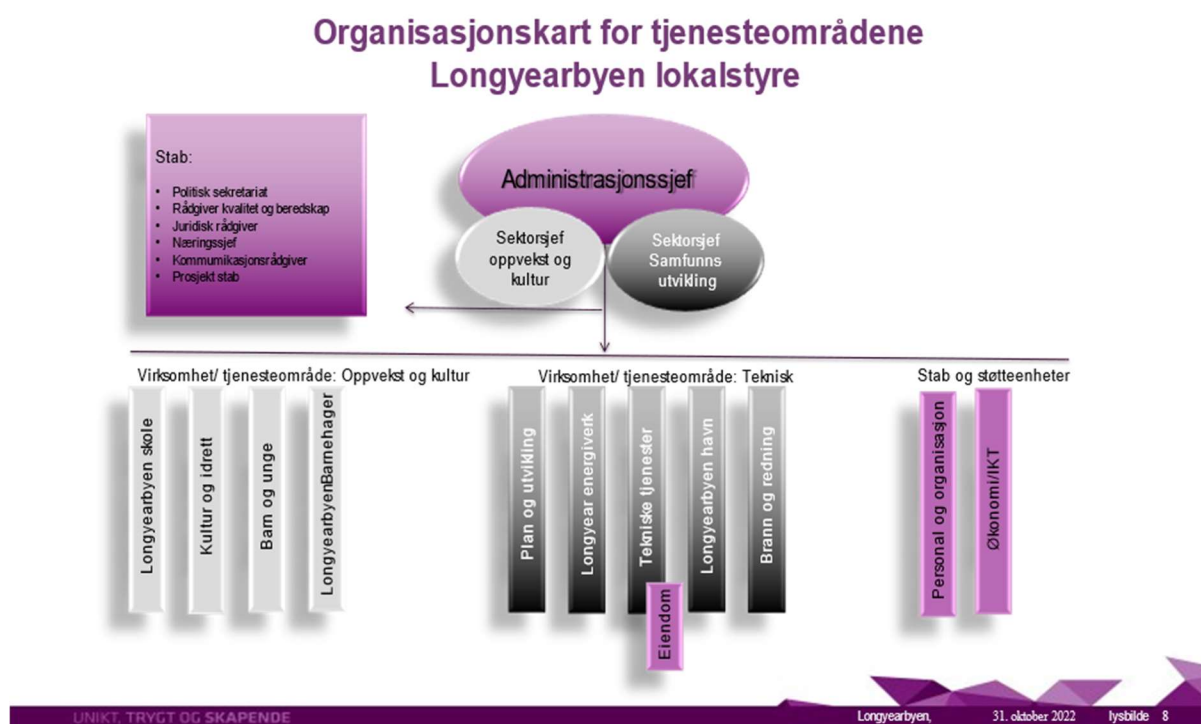 Organisasjonskart for tjenesteområdene
Longyearbyen lokalstyre
Stab:
• Politisk sekretariat
• Rådgiver kvalitet og beredskap
• Juridisk rådgiver
• Næringssjef
• Kommumikasjonsrådgiver
• Prosjekt stab
Administrasjonssjef
Sektorsjef
oppvekst og
kultur
Sektorsjef
Samfunns
utvikling
Virksomhet/ tjenesteområde: Oppvekst og kultur
Longyearbyen skole
Kultur og idrett
Barn og unge
LongyearbyenBarnehager
Virksomhet/ tjenesteområde: Teknisk
Plan og utvikling
Longyear energiverk
Tekniske tjenester
Eiendom
Longyearbyen havn
Brann og redning
Stab og støtteenheter
Personal og organisasjon
Økonomi/IKT
UNIKT, TRYGT OG SKAPENDE
Longyearbyen, 31. oktober 2022 lysbilde 8